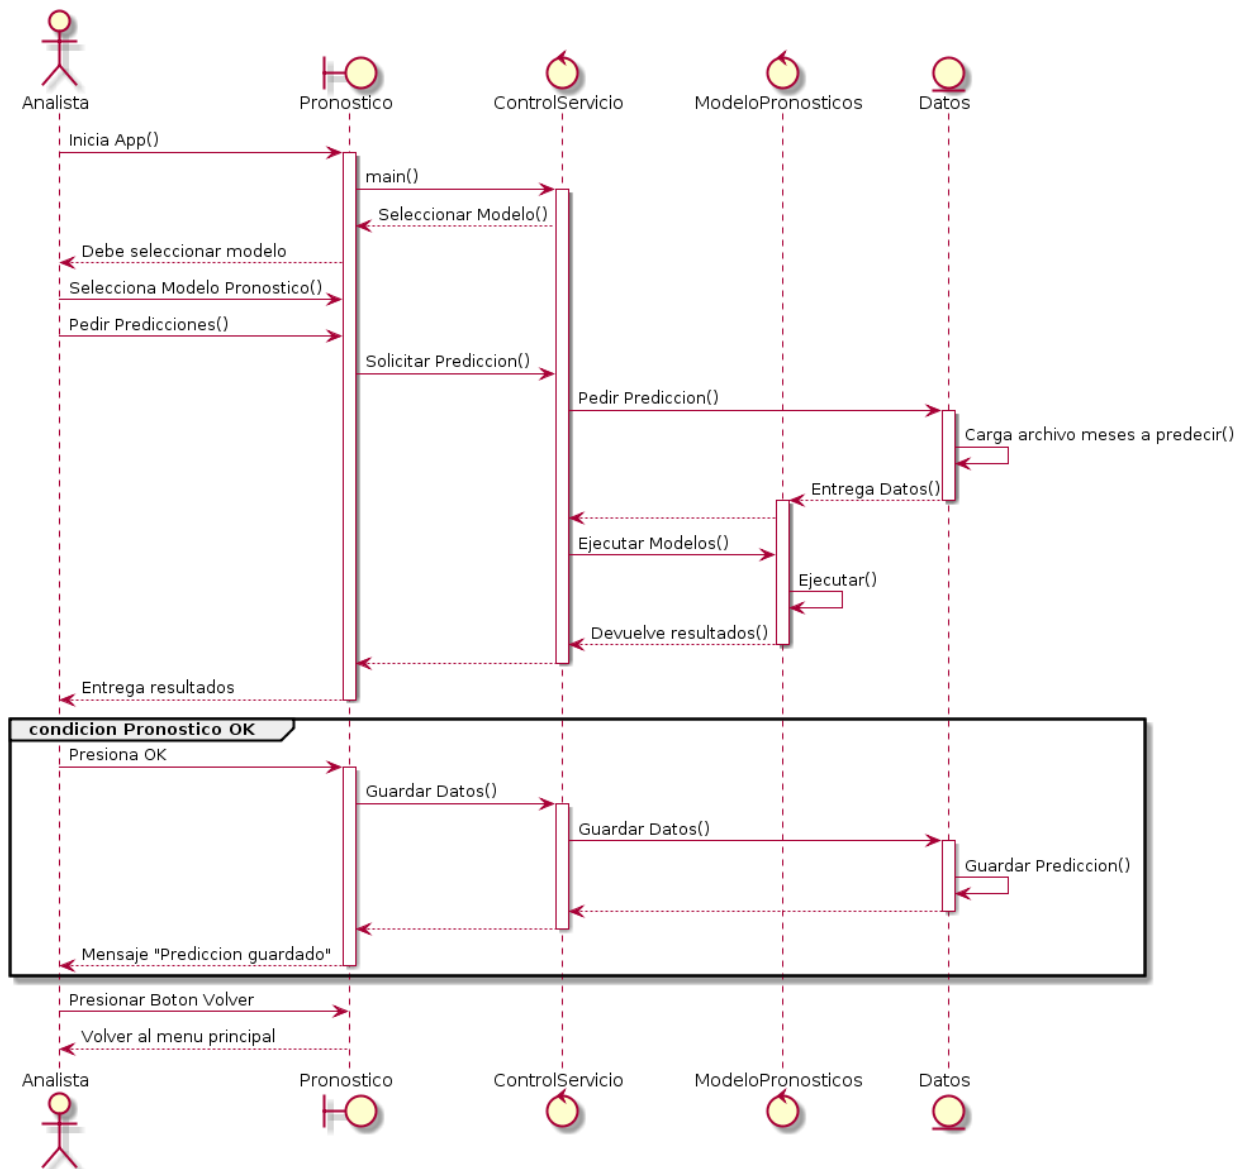 Analista
Pronostico
ControlServicio
ModeloPronosticos
Datos
Inicia App()
main()
Seleccionar Modelo()
Debe seleccionar modelo
Selecciona Modelo Pronostico()
Pedir Predicciones()
Solicitar Prediccion()
Pedir Prediccion()
Carga archivo meses a predecir()
Entrega Datos()
Ejecutar Modelos()
Ejecutar()
Devuelve resultados()
Entrega resultados
condicion Pronostico OK
Presiona OK
Guardar Datos()
Guardar Datos()
Guardar Prediccion()
Mensaje "Prediccion guardado"
Presionar Boton Volver
Volver al menu principal
Analista
Pronostico
ControlServicio
ModeloPronosticos
Datos